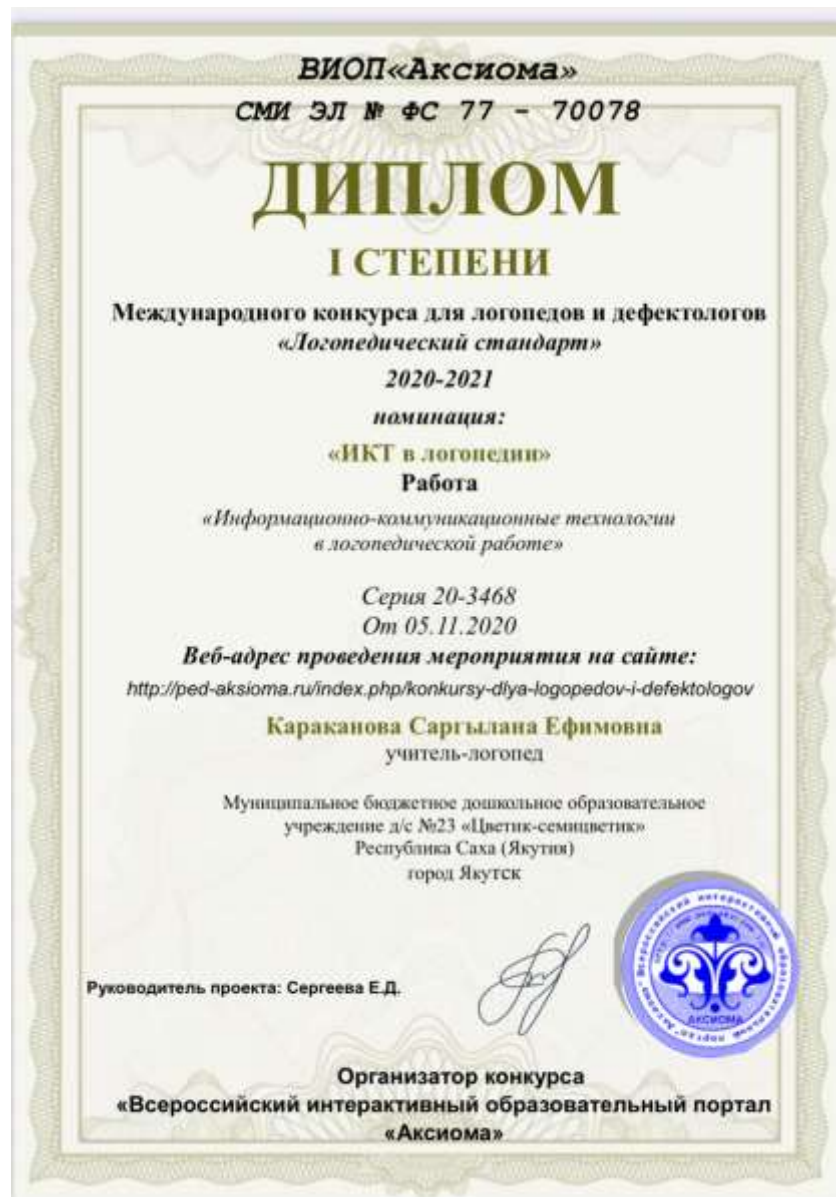 ВИОП«Аксиома»
СМИ ЭЛ № ФС 77 - 70078
ДИПЛОМ
I СТЕПЕНИ
Международного конкурса для логопедов и дефектологов
«Логопедический стандарт»
2020-2021
номинация:
«ИКТ в логопедии»
Работа
«Информационно-коммуникационные технологии
в логопедической работе»
Серия 20-3468
От 05.11.2020
Веб-адрес проведения мероприятия на сайте:
http://ped-aksioma.ru/index.php/konkursy-dlya-logopedov-i-defektologov
Караканова Саргылана Ефимовна
учитель-логопед
Муниципальное бюджетное дошкольное образовательное
учреждение д/с №23 «Цветик-семицветик»
Республика Саха (Якутия)
город Якутск
Всероссийский интерактивный образовательный портал
АКСИОМА
Руководитель проекта: Сергеева Е.Д.
Организатор конкурса
«Всероссийский интерактивный образовательный портал
«Аксиома»